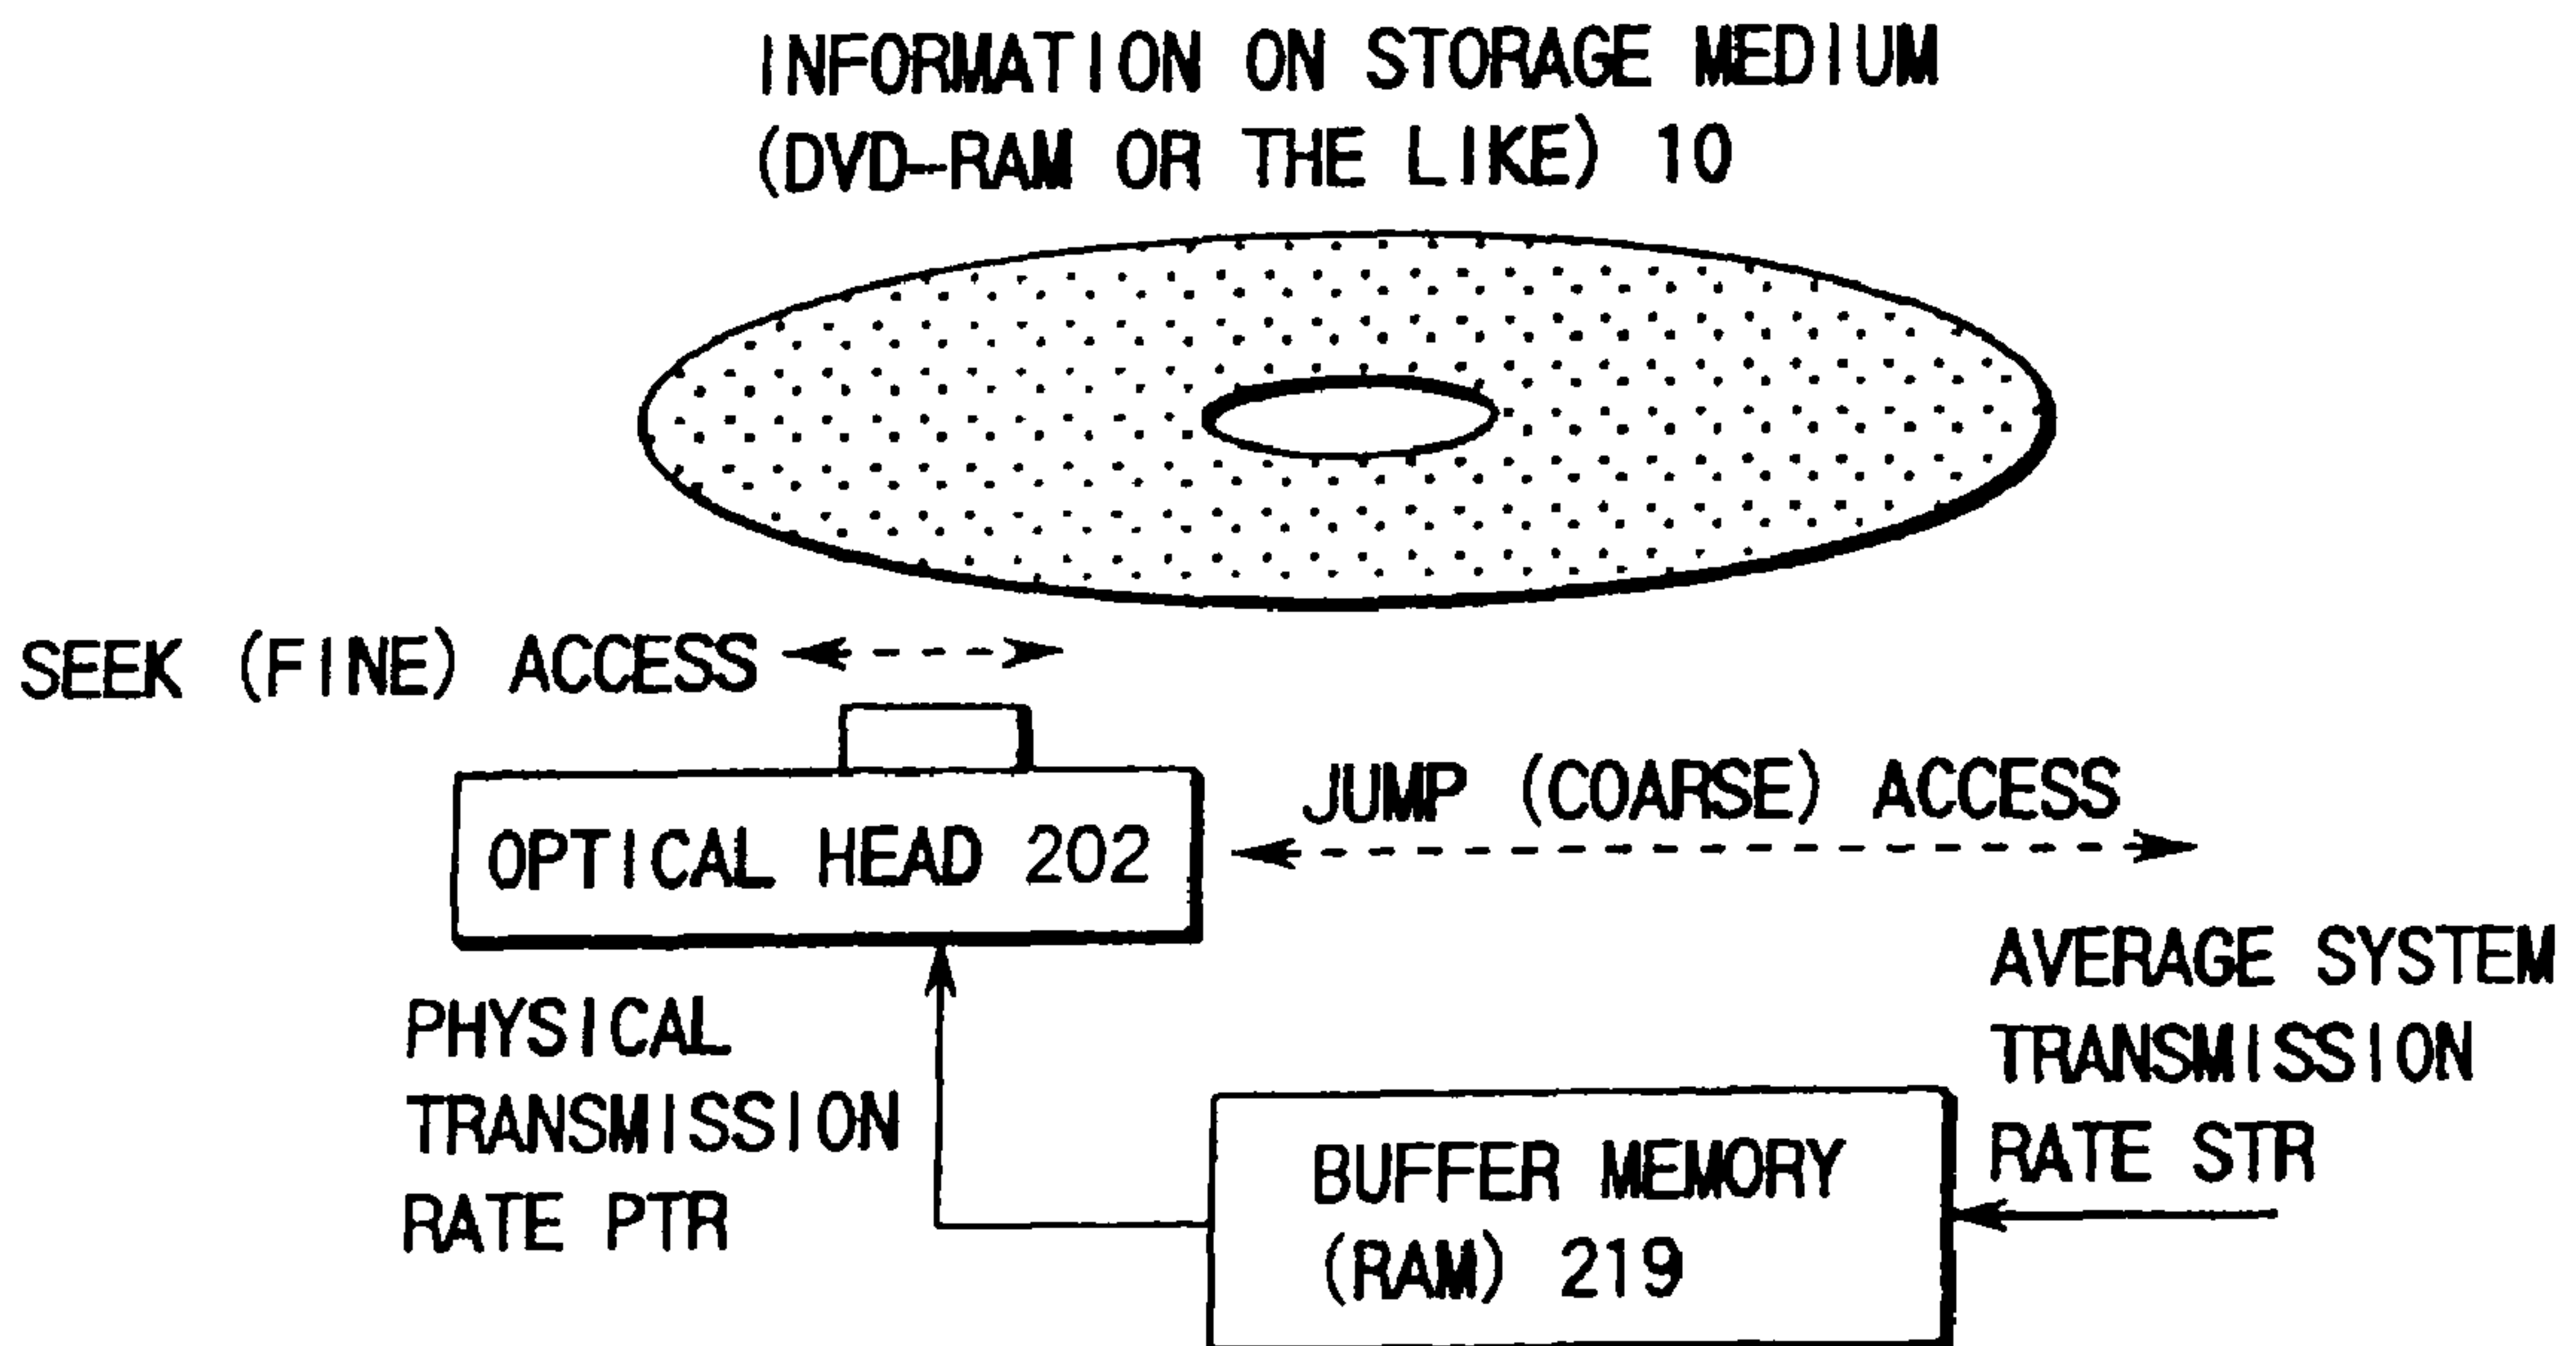 INFORMATION ON STORAGE MEDIUM
(DVD-RAM OR THE LIKE) 10
SEEK (FINE) ACCESS
JUMP (COARSE) ACCESS
OPTICAL HEAD 202
AVERAGE SYSTEM
TRANSMISSION
RATE STR
PHYSICAL
TRANSMISSION
RATE PTR
BUFFER MEMORY
(RAM) 219